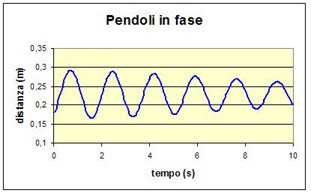 Pendoli in fase
distanza (m)
0,35
0,3
0,25
0,2
0,15
0,1
0 2 4 6 8 10
tempo (s)